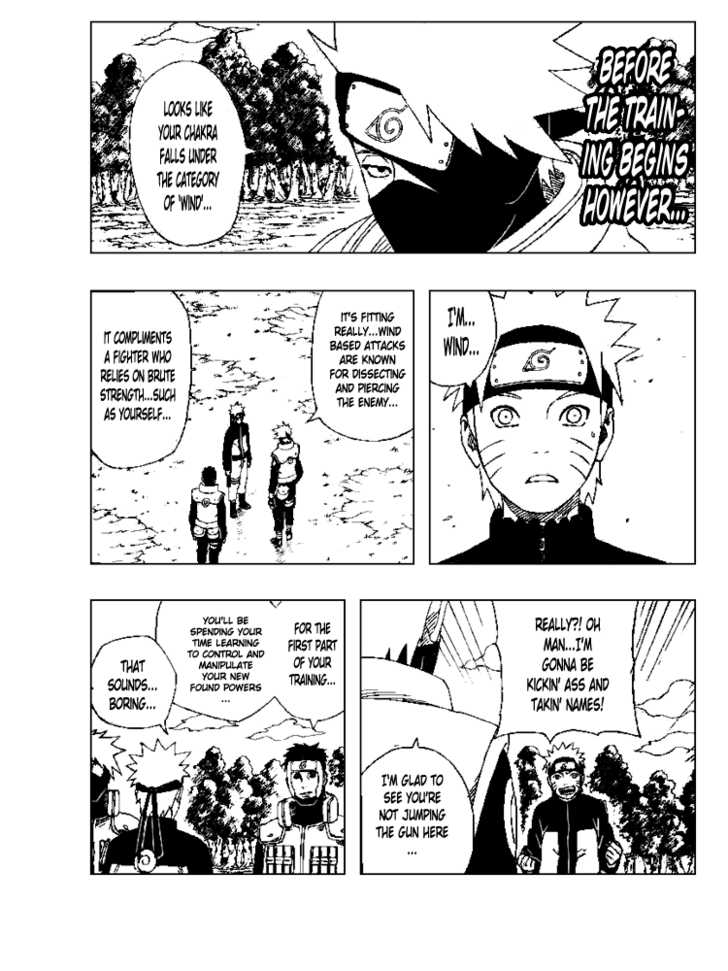 BEFORE
THE TRAIN-
ING BEGINS
HOWEVER...
LOOKS LIKE
YOUR CHAKRA
FALLS UNDER
THE CATEGORY
OF 'WIND'...
I'M...
WIND...
IT'S FITTING
REALLY...WIND
BASED ATTACKS
ARE KNOWN
FOR DISSECTING
AND PIERCING
THE ENEMY...
IT COMPLIMENTS
A FIGHTER WHO
RELIES ON BRUTE
STRENGTH...SUCH
AS YOURSELF...
REALLY?! OH
MAN...I'M
GONNA BE
KICKIN' ASS AND
TAKIN' NAMES!
I'M GLAD TO
SEE YOU'RE
NOT JUMPING
THE GUN HERE
...
FOR THE
FIRST PART
OF YOUR
TRAINING...
YOU'LL BE
SPENDING YOUR
TIME LEARNING
TO CONTROL AND
MANIPULATE
YOUR NEW
FOUND POWERS
...
THAT
SOUNDS...
BORING...